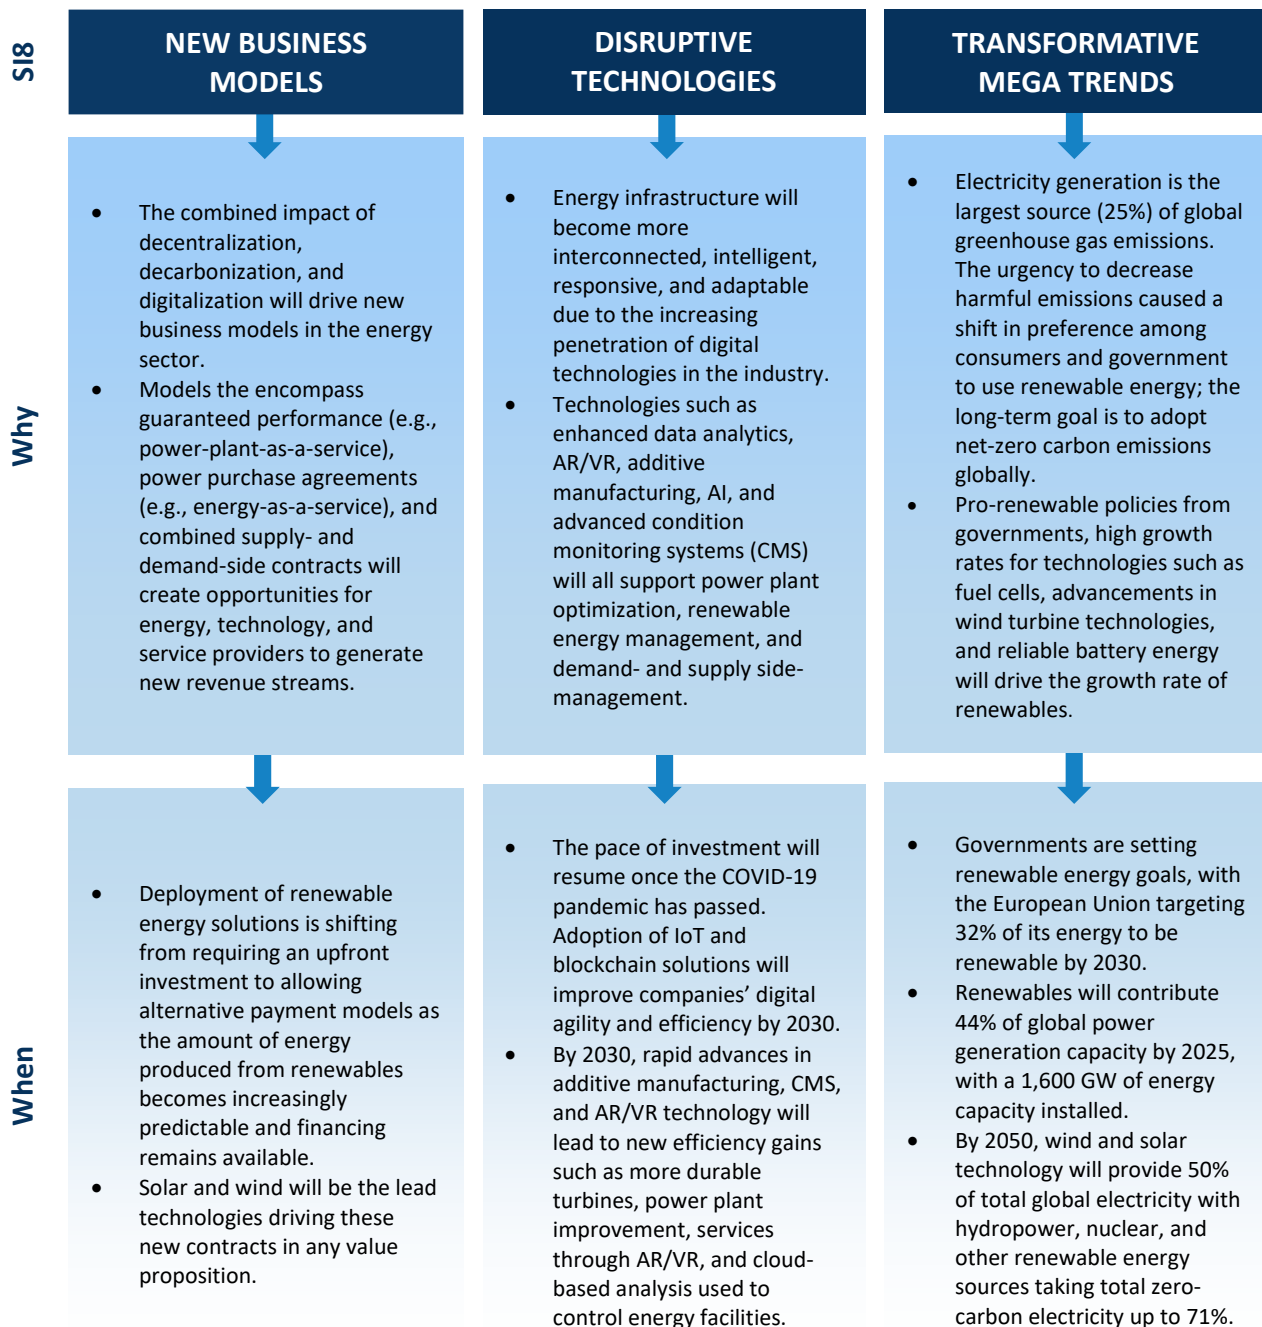 SI8
NEW BUSINESS
MODELS
DISRUPTIVE
TECHNOLOGIES
TRANSFORMATIVE
MEGA TRENDS
Why
• The combined impact of
decentralization,
decarbonization, and
digitalization will drive new
business models in the energy
sector.
• Models the encompass
guaranteed performance (e.g.,
power-plant-as-a-service),
power purchase agreements
(e.g., energy-as-a-service), and
combined supply- and
demand-side contracts will
create opportunities for
energy, technology, and
service providers to generate
new revenue streams.
• Energy infrastructure will
become more
interconnected, intelligent,
responsive, and adaptable
due to the increasing
penetration of digital
technologies in the industry.
• Technologies such as
enhanced data analytics,
AR/VR, additive
manufacturing, AI, and
advanced condition
monitoring systems (CMS)
will all support power plant
optimization, renewable
energy management, and
demand- and supply side-
management.
• Electricity generation is the
largest source (25%) of global
greenhouse gas emissions.
The urgency to decrease
harmful emissions caused a
shift in preference among
consumers and government
to use renewable energy; the
long-term goal is to adopt
net-zero carbon emissions
globally.
• Pro-renewable policies from
governments, high growth
rates for technologies such as
fuel cells, advancements in
wind turbine technologies,
and reliable battery energy
will drive the growth rate of
renewables.
When
• Deployment of renewable
energy solutions is shifting
from requiring an upfront
investment to allowing
alternative payment models as
the amount of energy
produced from renewables
becomes increasingly
predictable and financing
remains available.
• Solar and wind will be the lead
technologies driving these
new contracts in any value
proposition.
• The pace of investment will
resume once the COVID-19
pandemic has passed.
Adoption of IoT and
blockchain solutions will
improve companies’ digital
agility and efficiency by 2030.
• By 2030, rapid advances in
additive manufacturing, CMS,
and AR/VR technology will
lead to new efficiency gains
such as more durable
turbines, power plant
improvement, services
through AR/VR, and cloud-
based analysis used to
control energy facilities.
• Governments are setting
renewable energy goals, with
the European Union targeting
32% of its energy to be
renewable by 2030.
• Renewables will contribute
44% of global power
generation capacity by 2025,
with a 1,600 GW of energy
capacity installed.
• By 2050, wind and solar
technology will provide 50%
of total global electricity with
hydropower, nuclear, and
other renewable energy
sources taking total zero-
carbon electricity up to 71%.